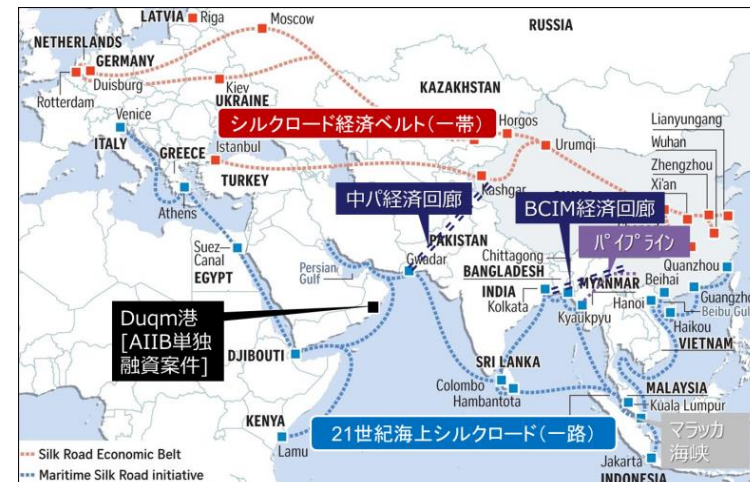 LATVIA
Riga
Moscow
RUSSIA
NETHERLANDS
GERMANY
Duisburg
Rotterdam
Kiev
UKRAINE
KAZAKHSTAN
Venice
シルクロード経済ベルト(一帯)
Horgos
Urumqi
Lianyungang
Wuhan
Zhengzhou
Xi'an
ITALY
GREECE
Istanbul
TURKEY
Athens
Kashgar
中パ経済回廊
BCIM経済回廊
パイプライン
PAKISTAN
Gwadar
Chittagong
BANGLADESH
INDIA
Kolkata
MYANMAR
Kyaukpyu
Hanoi
Beihai
Quanzhou
Guangzhou
Beibu Gulf
Haikou
VIETNAM
Suez
Canal
EGYPT
Persian
Gulf
Duqm港
[AIIB単独
融資案件]
DJIBOUTI
SRI LANKA
Colombo
Hambantota
MALAYSIA
Kuala Lumpur
KENYA
Lamu
21世紀海上シルクロード(一路)
マラッカ
海峡
Jakarta
INDONESIA
Silk Road Economic Belt
Maritime Silk Road initiative